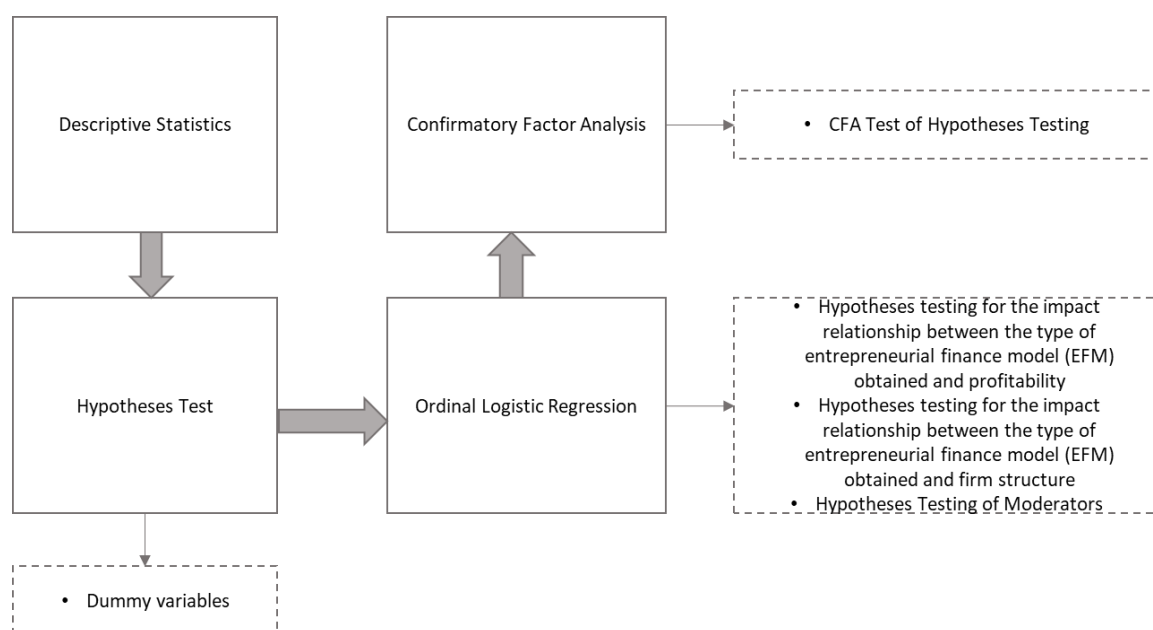 Descriptive Statistics
Confirmatory Factor Analysis
• CFA Test of Hypotheses Testing
Hypotheses Test
Ordinal Logistic Regression
• Hypotheses testing for the impact
relationship between the type of
entrepreneurial finance model (EFM)
obtained and profitability
• Hypotheses testing for the impact
relationship between the type of
entrepreneurial finance model (EFM)
obtained and firm structure
• Hypotheses Testing of Moderators
• Dummy variables